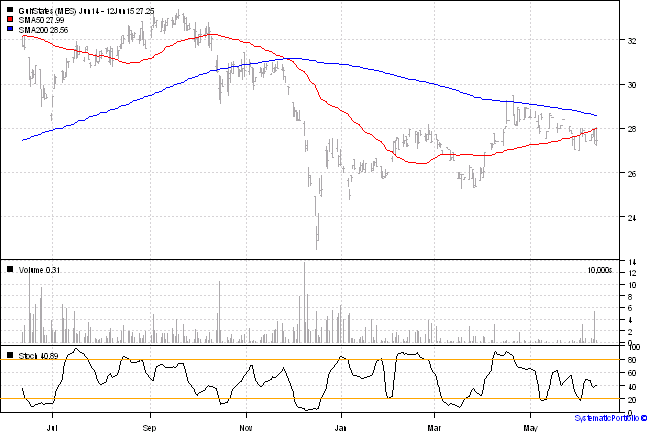 GulfStates (MES) Jun14 - 12Jun15 27.25
SMA50 27.99
SMA200 28.56
32
30
28
26
24
Volume 0.31
10,000s
14
12
10
8
6
4
2
0
Stoch 40.89
100
80
60
40
20
0
Jul
Sep
Nov
Jan
Mar
May
SystematicPortfolio ©